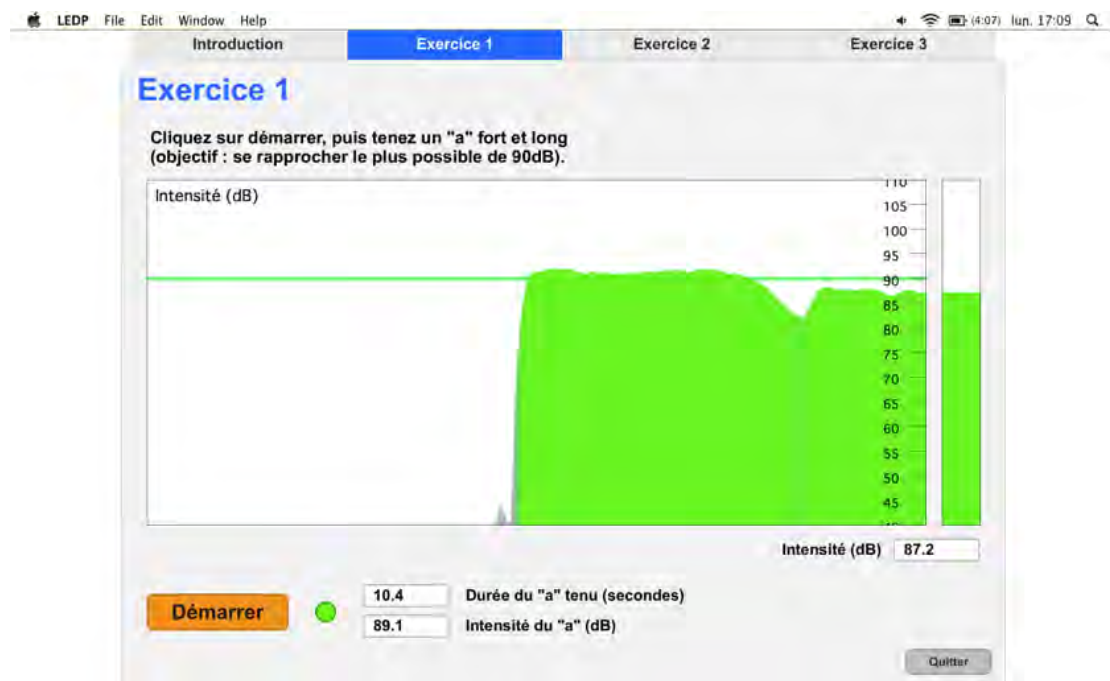 LEDP File Edit Window Help (4:07) lun. 17:09
Introduction Exercice 1 Exercice 2 Exercice 3
Exercice 1
Cliquez sur démarrer, puis tenez un "a" fort et long
(objectif : se rapprocher le plus possible de 90dB).
Intensité (dB)
110
105
100
95
90
85
80
75
70
65
60
55
50
45
Intensité (dB) 87.2
10.4 Durée du "a" tenu (secondes)
Démarrer
89.1 Intensité du "a" (dB)
Quitter